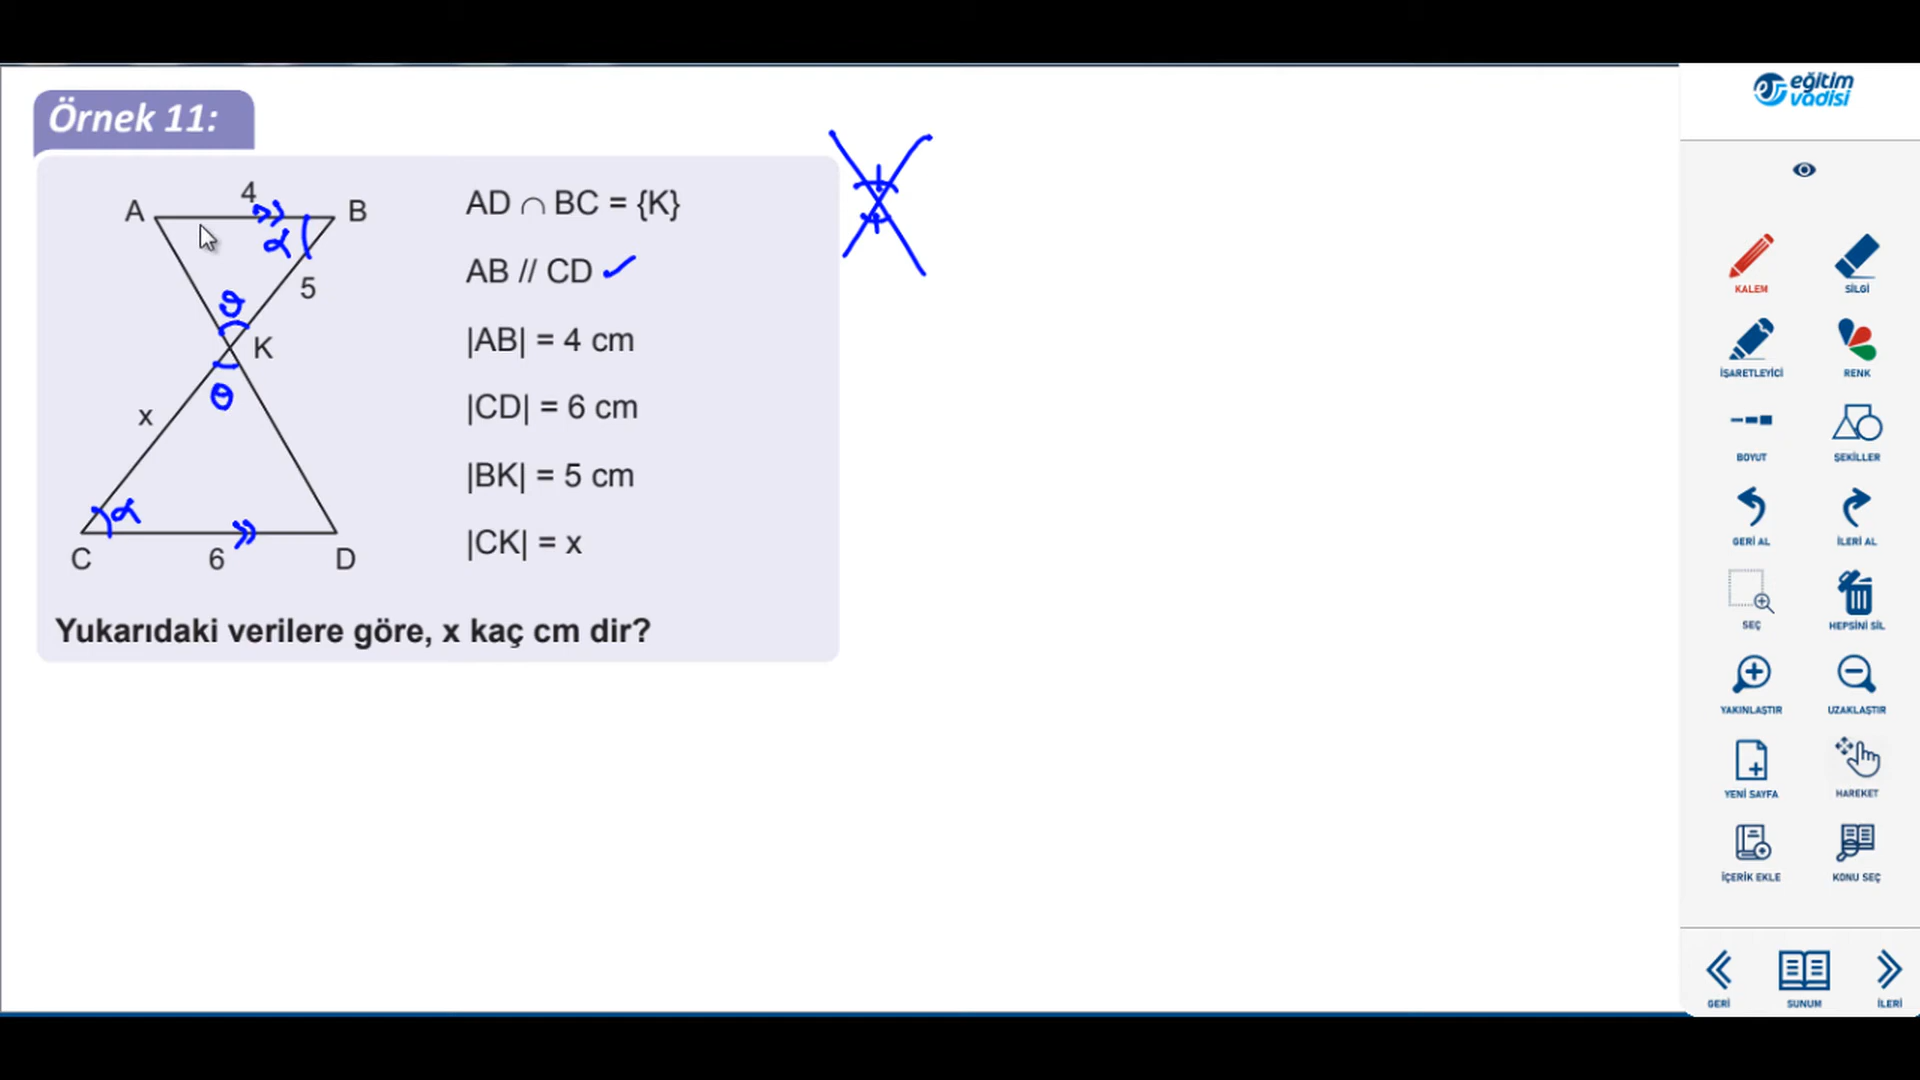 eğitim
vadisi
Örnek 11:
4
A
B
α
5
θ
K
θ
x
α
C
6
D
AD ∩ BC = {K}
AB // CD ✓
|AB| = 4 cm
|CD| = 6 cm
|BK| = 5 cm
|CK| = x
Yukarıdaki verilere göre, x kaç cm dir?
KALEM
SİLGİ
İŞARETLEYİCİ
RENK
BOYUT
ŞEKİLLER
GERİ AL
İLERİ AL
SEÇ
HEPSİNİ SİL
YAKINLAŞTIR
UZAKLAŞTIR
YENİ SAYFA
HAREKET
İÇERİK EKLE
KONU SEÇ
GERİ
SUNUM
İLERİ